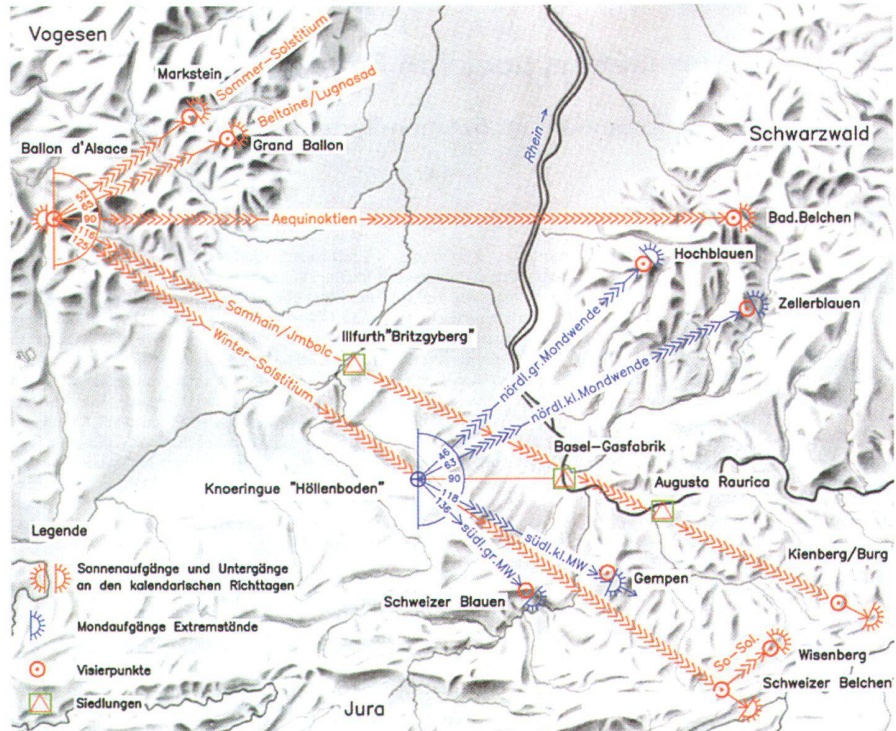 Vogesen
Markstein
Sommer-Solstitium
Beltaine/Lugnasad
Ballon d'Alsace
Grand Ballon
Rhein →
Schwarzwald
52
65
90
116
125
Aequinoktien
Bad.Belchen
Hochblauen
Zellerblauen
Samhain/Jmbolc
Winter-Solstitium
Illfurth"Britzgyberg"
nördl.gr.Mondwende
nördl.kl.Mondwende
Basel-Gasfabrik
Augusta Raurica
Knoeringue "Höllenboden"
46
63
90
118
136
südl.kl.MW
südl.gr.MW
Kienberg/Burg
Gempen
Schweizer Blauen
So-Sol.
Wisenberg
Schweizer Belchen
Jura
Legende
Sonnenaufgänge und Untergänge
an den kalendarischen Richttagen
Mondaufgänge Extremstände
Visierpunkte
Siedlungen